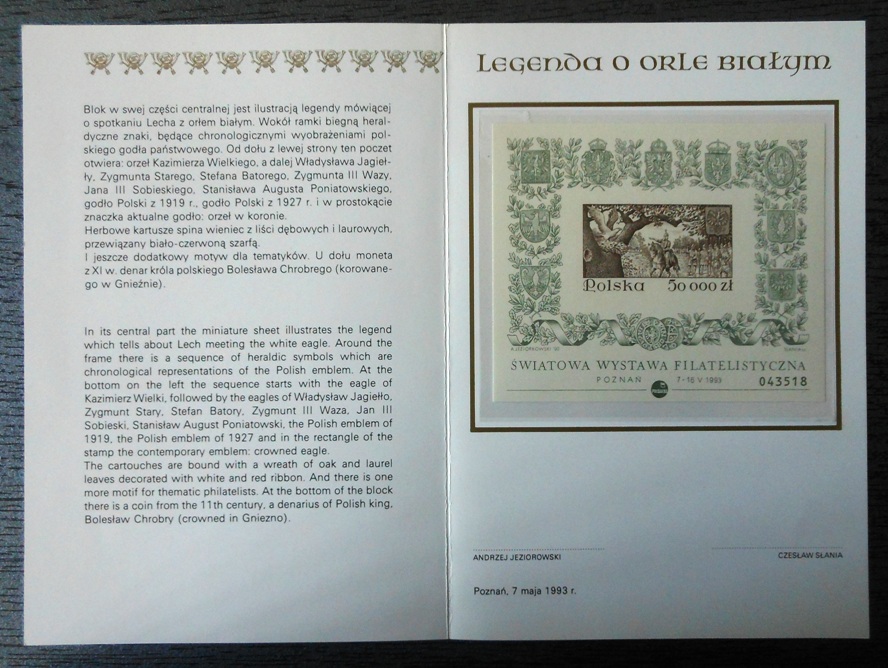 Blok w swej części centralnej jest ilustracją legendy mówiącej
o spotkaniu Lecha z orłem białym. Wokół ramki biegną heral-
dyczne znaki, będące chronologicznymi wyobrażeniami pol-
skiego godła państwowego. Od dołu z lewej strony ten poczet
otwiera: orzeł Kazimierza Wielkiego, a dalej Władysława Jagieł-
ły, Zygmunta Starego, Stefana Batorego, Zygmunta III Wazy,
Jana III Sobieskiego, Stanisława Augusta Poniatowskiego,
godło Polski z 1919 r., godło Polski z 1927 r. i w prostokącie
znaczka aktualne godło: orzeł w koronie.
Herbowe kartusze spina wieniec z liści dębowych i laurowych,
przewiązany biało-czerwoną szarfą.
I jeszcze dodatkowy motyw dla tematyków. U dołu moneta
z XI w. denar króla polskiego Bolesława Chrobrego (korowane-
go w Gnieźnie).
In its central part the miniature sheet illustrates the legend
which tells about Lech meeting the white eagle. Around the
frame there is a sequence of heraldic symbols which are
chronological representations of the Polish emblem. At the
bottom on the left the sequence starts with the eagle of
Kazimierz Wielki, followed by the eagles of Władysław Jagiełło,
Zygmunt Stary, Stefan Batory, Zygmunt III Waza, Jan III
Sobieski, Stanisław August Poniatowski, the Polish emblem of
1919, the Polish emblem of 1927 and in the rectangle of the
stamp the contemporary emblem: crowned eagle.
The cartouches are bound with a wreath of oak and laurel
leaves decorated with white and red ribbon. And there is one
more motif for thematic philatelists. At the bottom of the block
there is a coin from the 11th century, a denarius of Polish king,
Bolesław Chrobry (crowned in Gniezno).
LEGENDA O ORLE BIAŁYM
Polska 50 000 zł
ŚWIATOWA WYSTAWA FILATELISTYCZNA
POZNAŃ 7-16 V 1993 043518
ANDRZEJ JEZIOROWSKI
CZESŁAW SŁANIA
Poznań, 7 maja 1993 r.